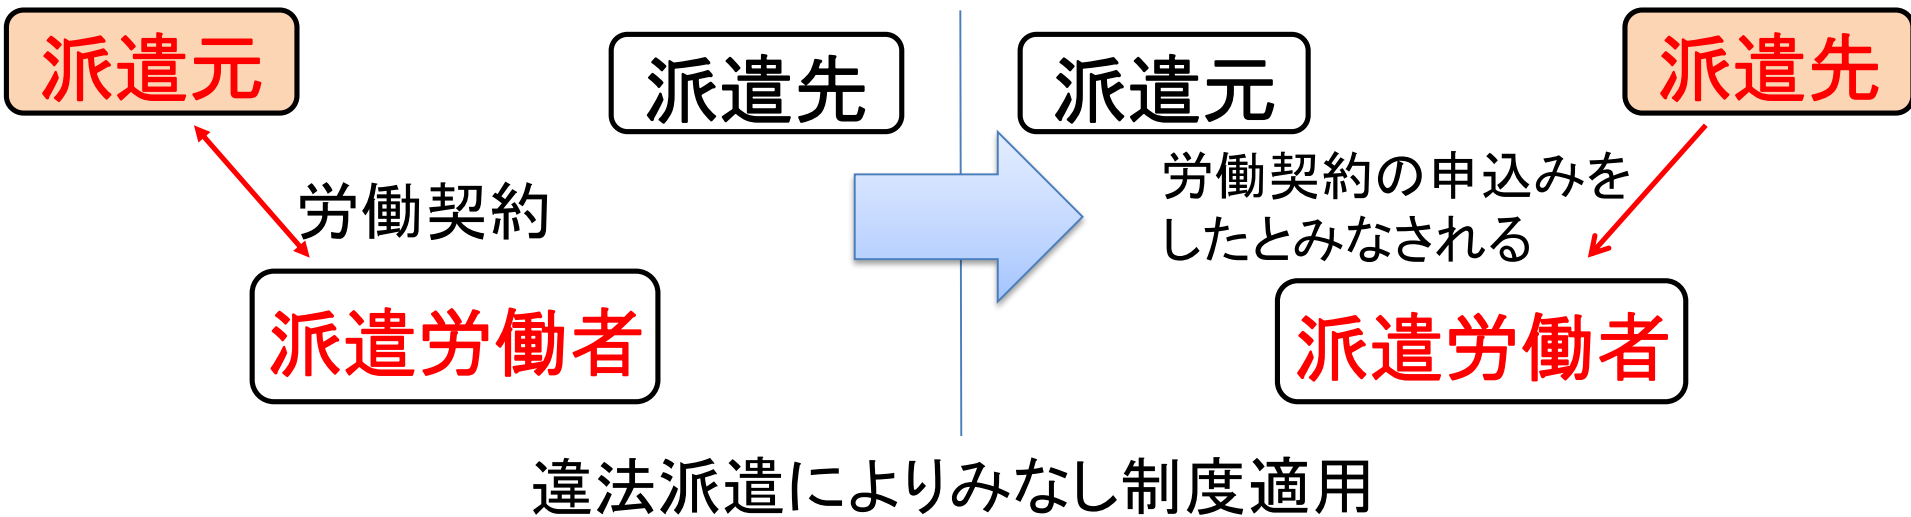 派遣元
派遣先
労働契約
派遣労働者
派遣元
派遣先
労働契約の申込みを
したとみなされる
派遣労働者
違法派遣によりみなし制度適用